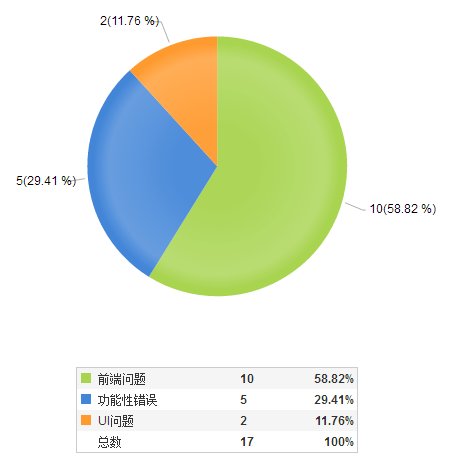 2(11.76 %)
5(29.41 %)
10(58.82 %)
前端问题 10 58.82%
功能性错误 5 29.41%
UI问题 2 11.76%
总数 17 100%